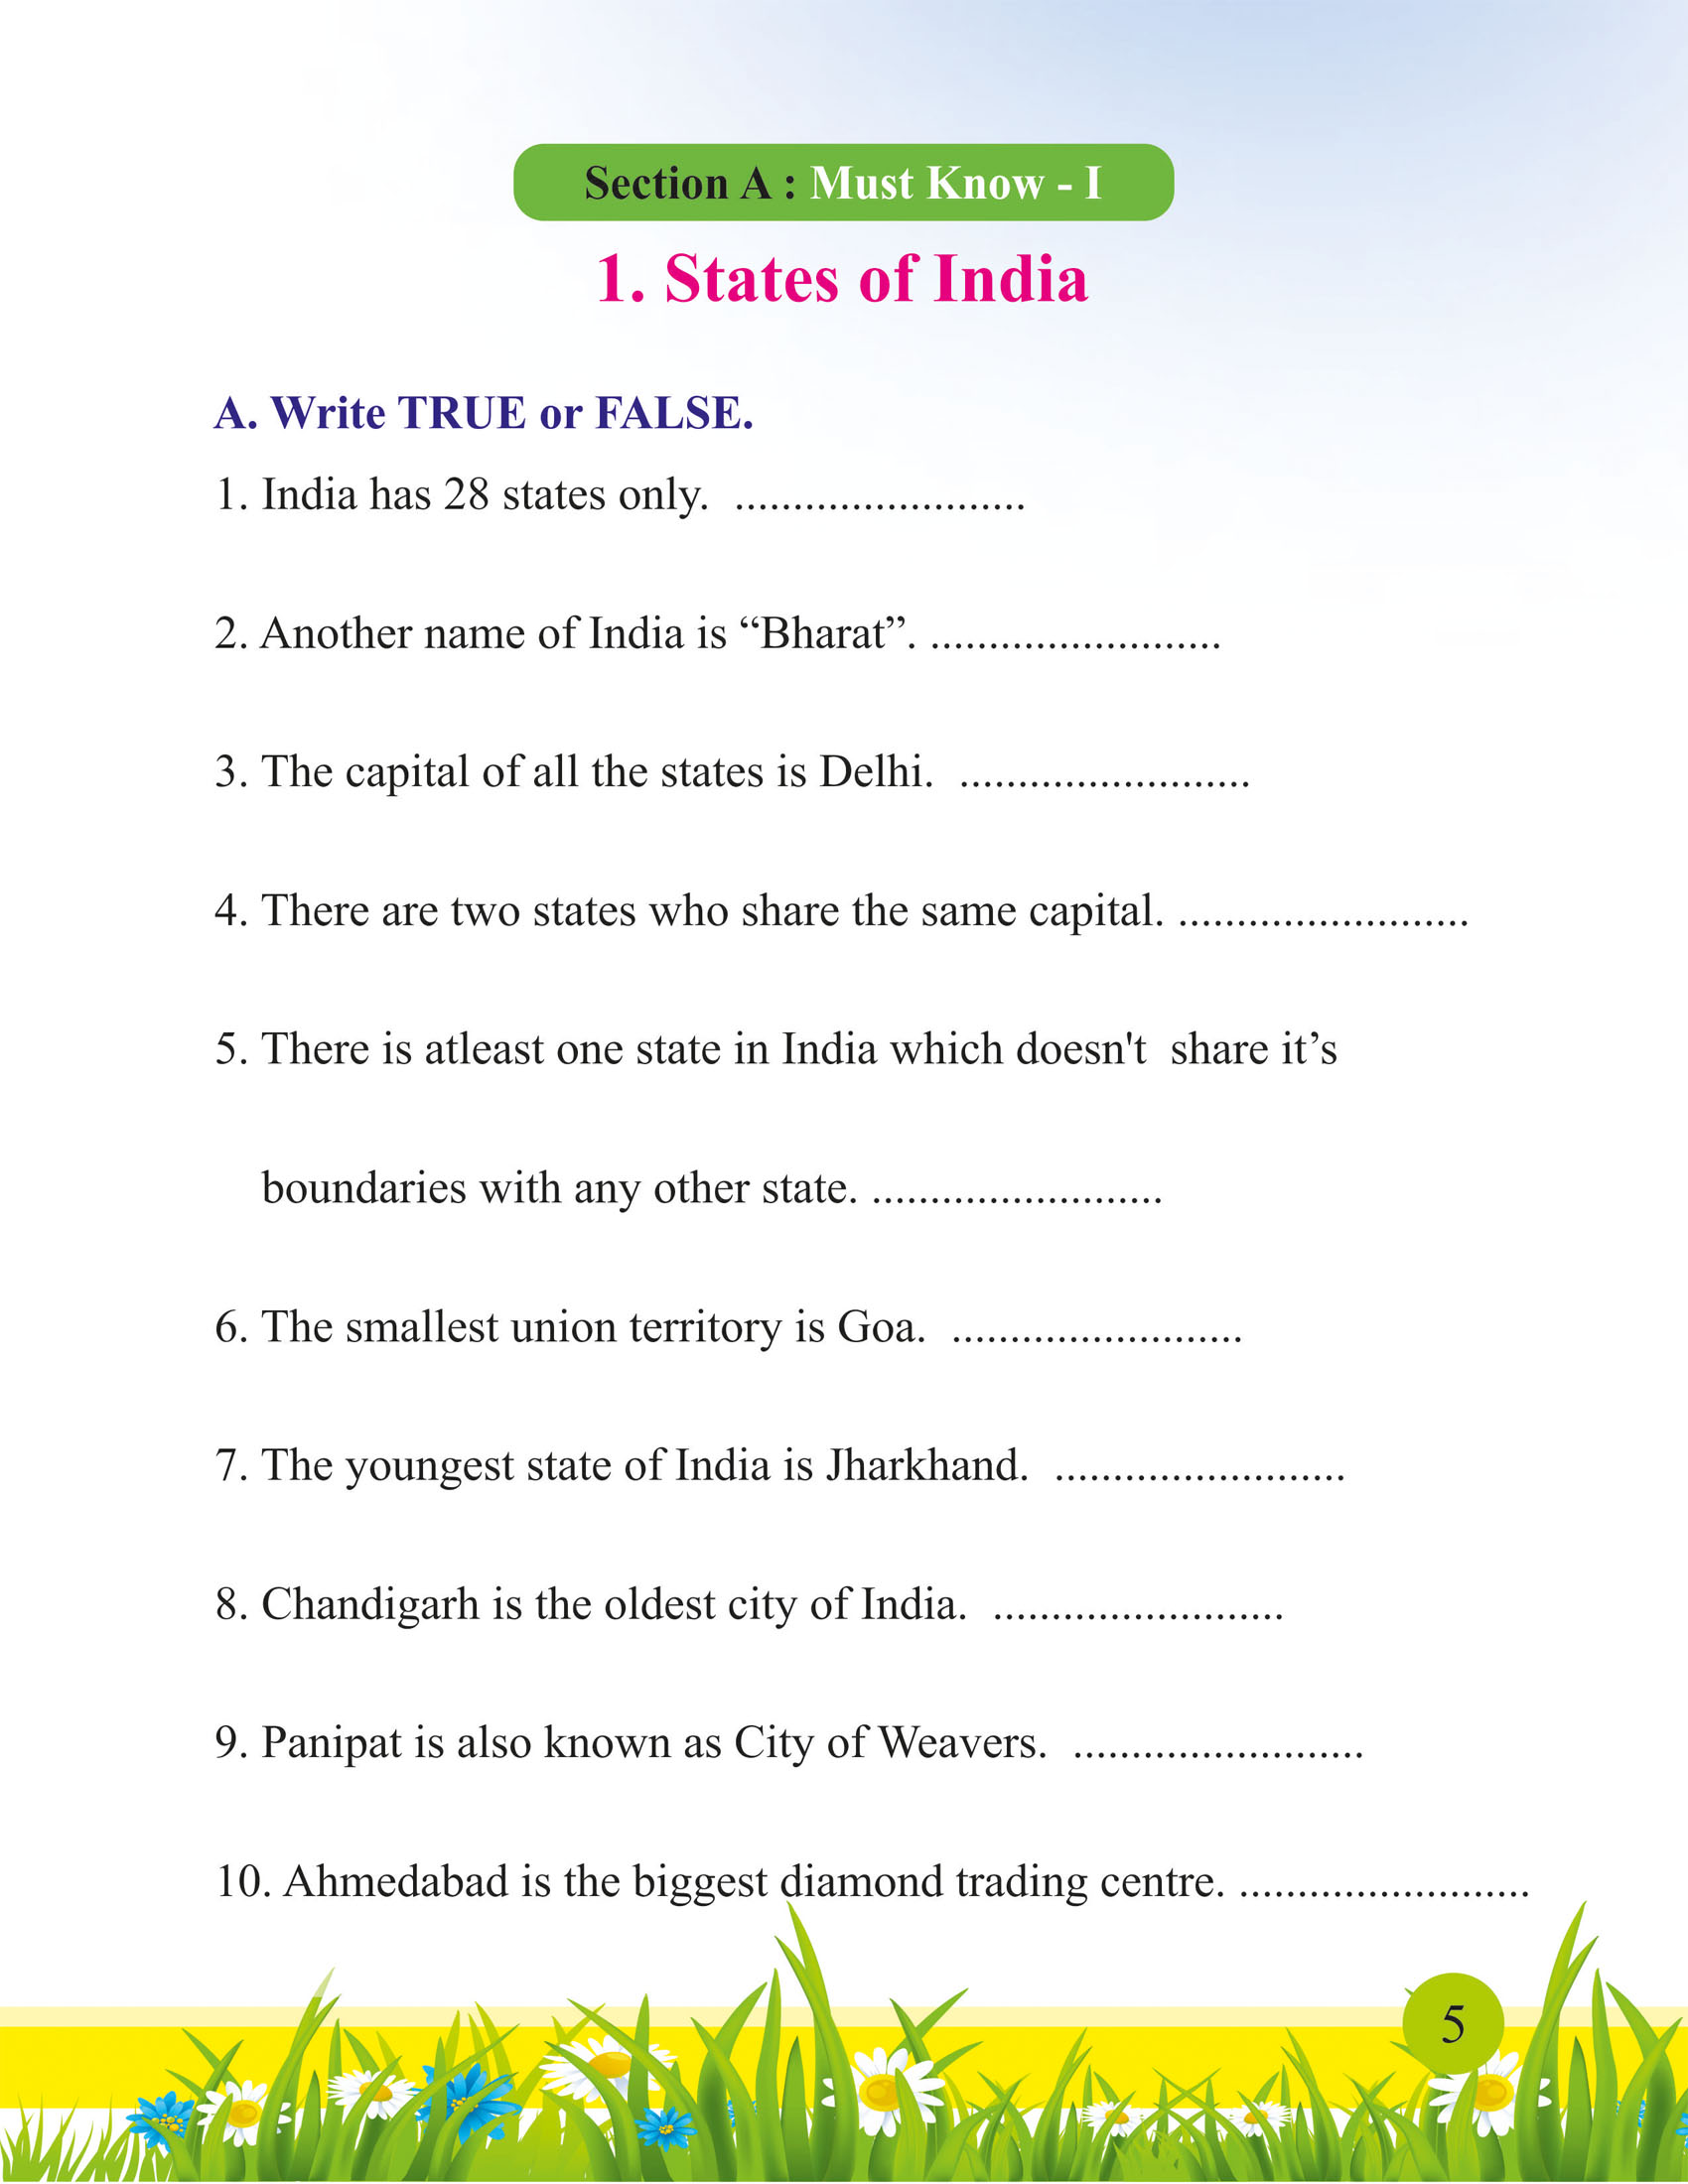 Section A : Must Know - I
1. States of India
A. Write TRUE or FALSE.
1. India has 28 states only. .........................
2. Another name of India is “Bharat”. .........................
3. The capital of all the states is Delhi. .........................
4. There are two states who share the same capital. .........................
5. There is atleast one state in India which doesn't share it’s
boundaries with any other state. .........................
6. The smallest union territory is Goa. .........................
7. The youngest state of India is Jharkhand. .........................
8. Chandigarh is the oldest city of India. .........................
9. Panipat is also known as City of Weavers. .........................
10. Ahmedabad is the biggest diamond trading centre. .........................
5